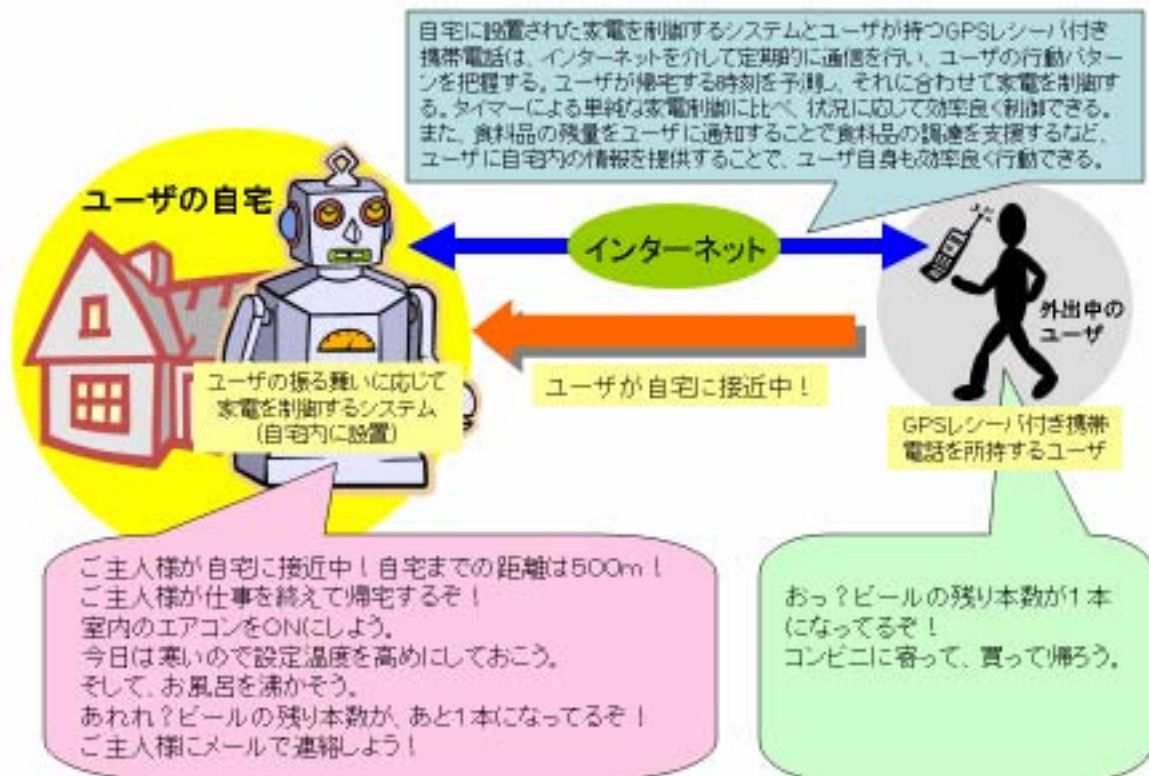 自宅に設置された家電を制御するシステムとユーザが持つGPSレシーバ付き
携帯電話は、インターネットを介して定期的に通信を行い、ユーザの行動パター
ンを把握する。ユーザが帰宅する時刻を予測し、それに合わせて家電を制御す
る。タイマーによる単純な家電制御に比べ、状況に応じて効率良く制御できる。
また、食料品の残量をユーザに通知することで食料品の調達を支援するなど、
ユーザに自宅内の情報を提供することで、ユーザ自身も効率良く行動できる。
ユーザの自宅
インターネット
外出中の
ユーザ
ユーザの振る舞いに応じて
家電を制御するシステム
（自宅内に設置）
ユーザが自宅に接近中！
GPSレシーバ付き携帯
電話を所持するユーザ
ご主人様が自宅に接近中！自宅までの距離は500m！
ご主人様が仕事を終えて帰宅するぞ！
室内のエアコンをONにしよう。
今日は寒いので設定温度を高めにしておこう。
そして、お風呂を沸かそう。
あれれ？ビールの残り本数が、あと1本になってるぞ！
ご主人様にメールで連絡しよう！
おっ？ビールの残り本数が1本
になってるぞ！
コンビニに寄って、買って帰ろう。